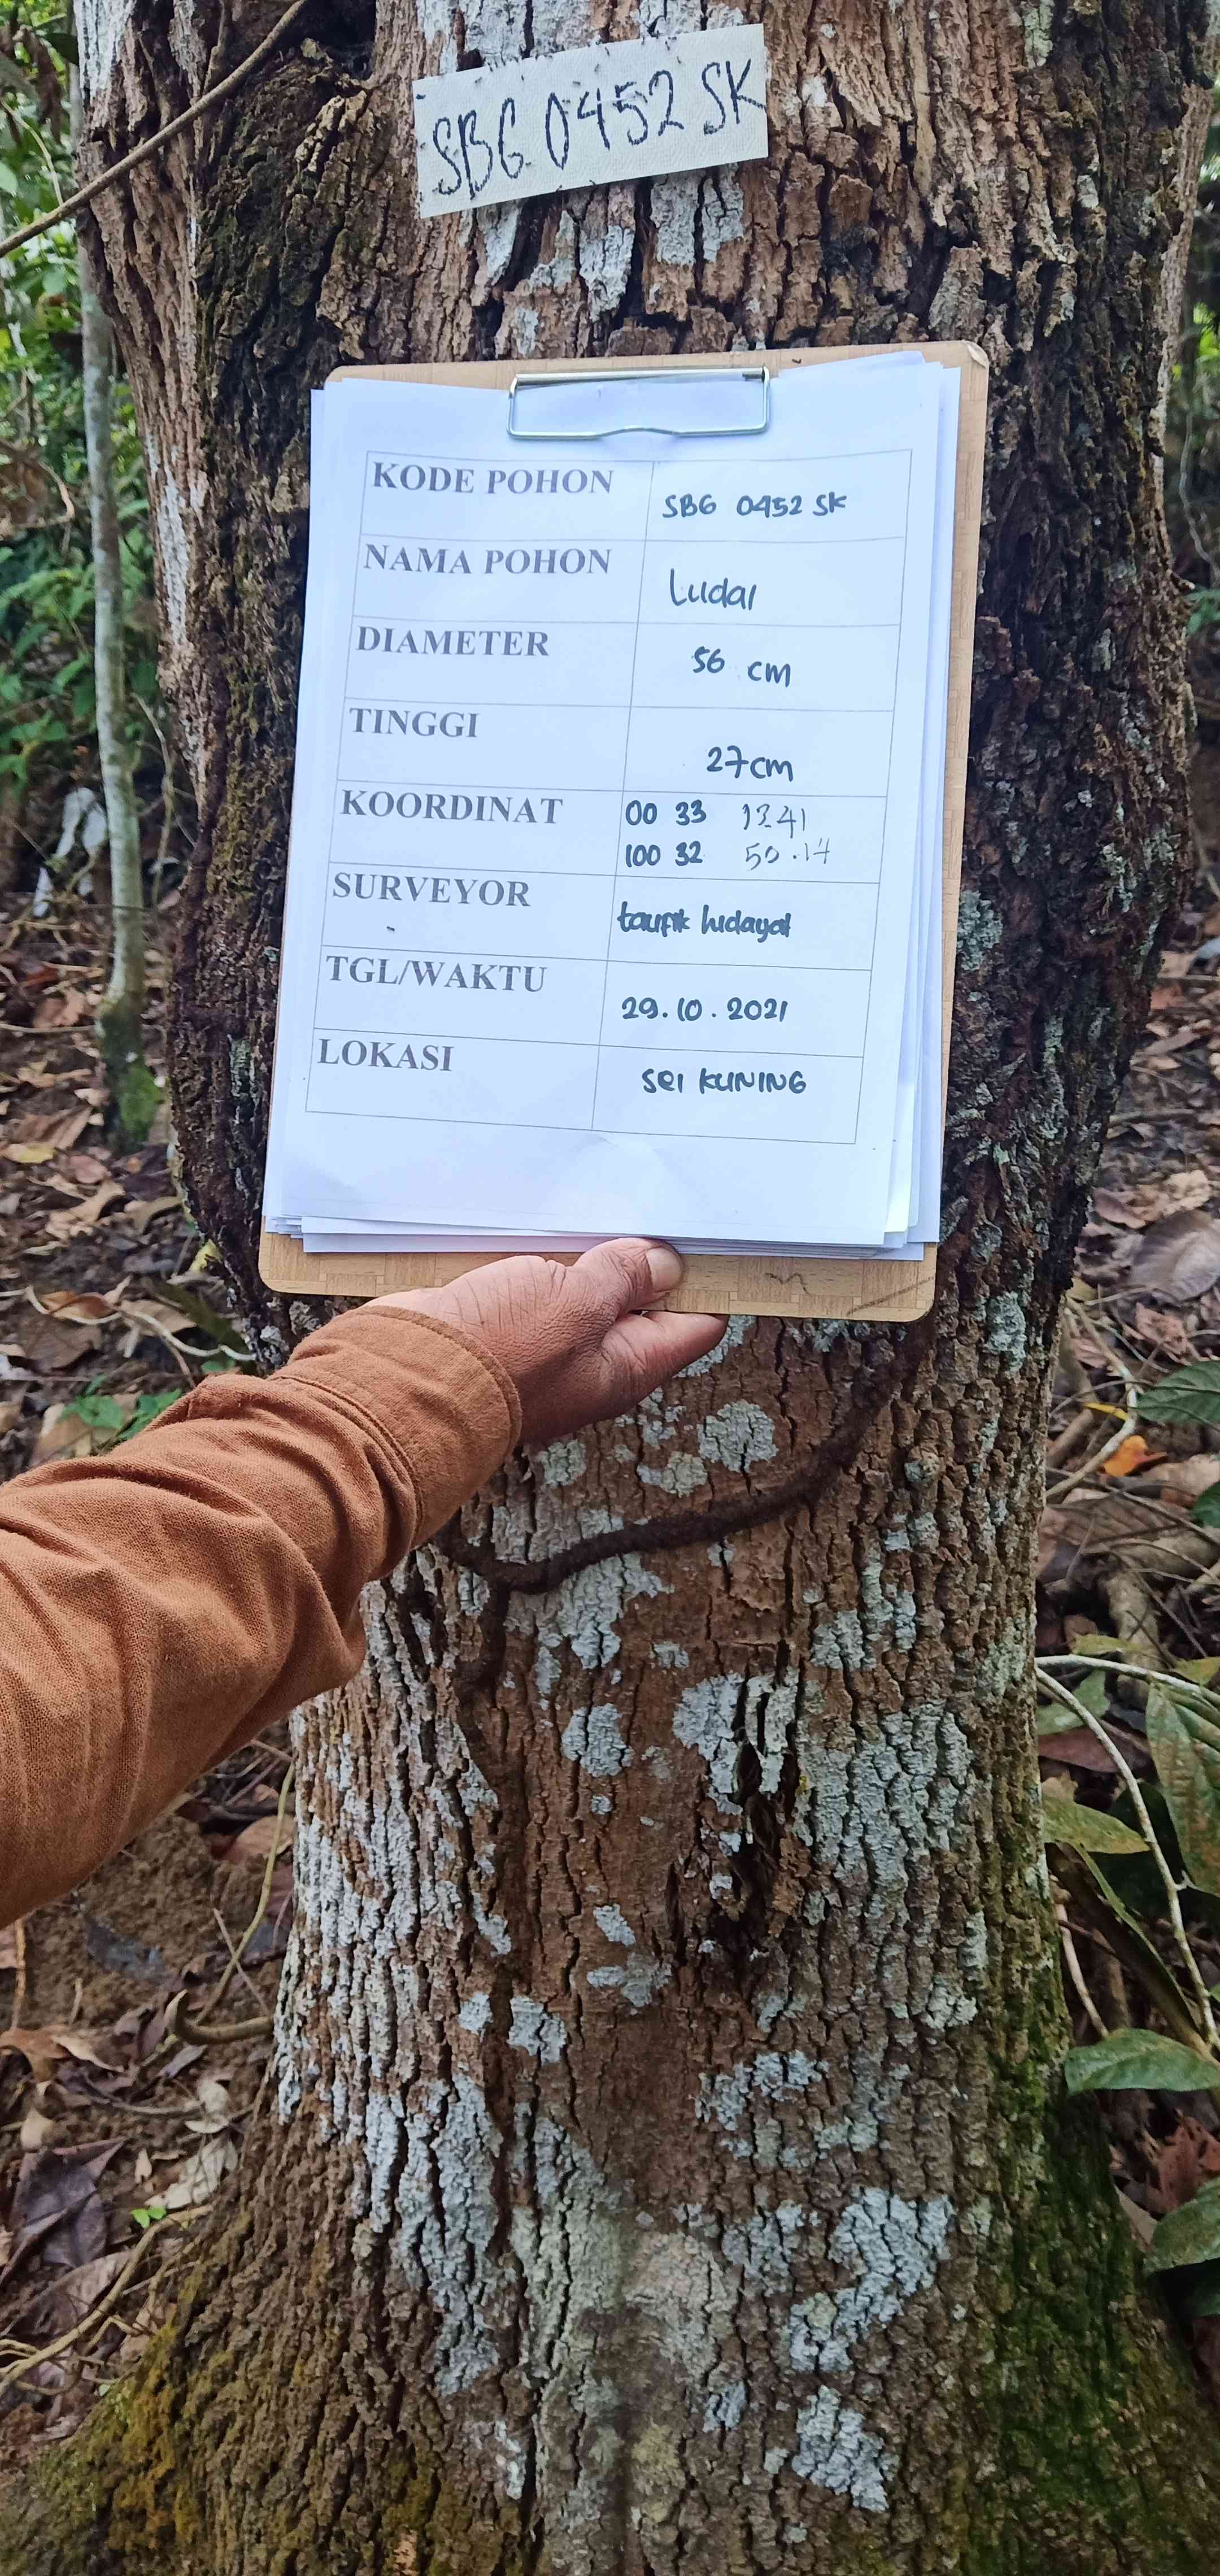 SBG 0452 SK
KODE POHON SBG 0452 SK
NAMA POHON Ludai
DIAMETER 56 cm
TINGGI 27cm
KOORDINAT 00 33 13.41
100 32 50.14
SURVEYOR taufik hidayat
TGL/WAKTU 29.10.2021
LOKASI sei KUNING